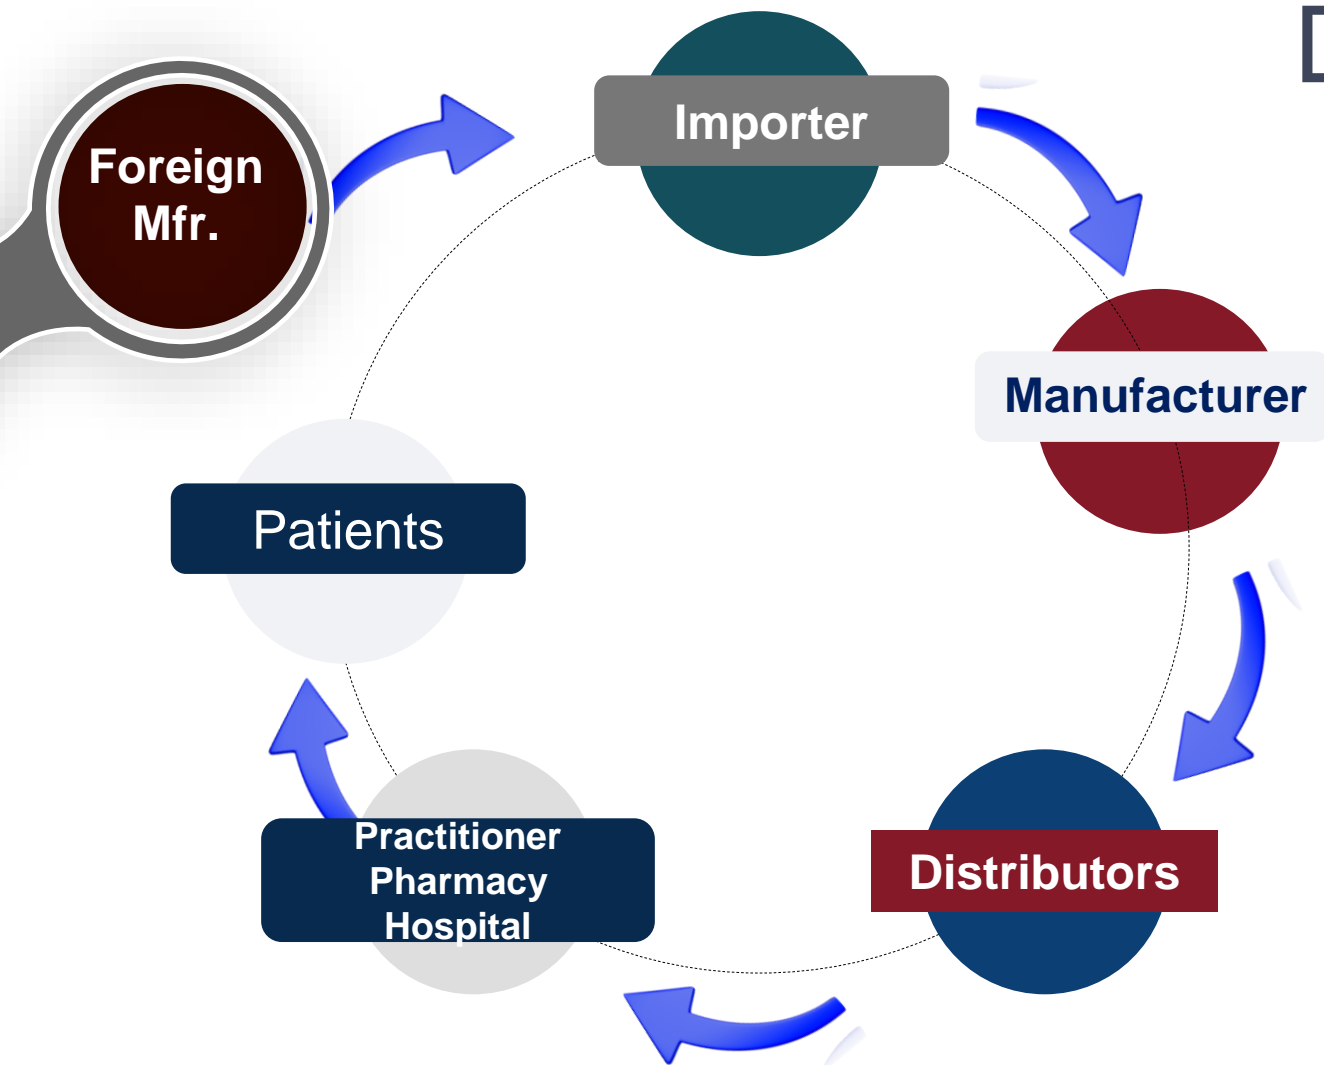 Foreign
Mfr.
Importer
Manufacturer
Patients
Practitioner
Pharmacy
Hospital
Distributors